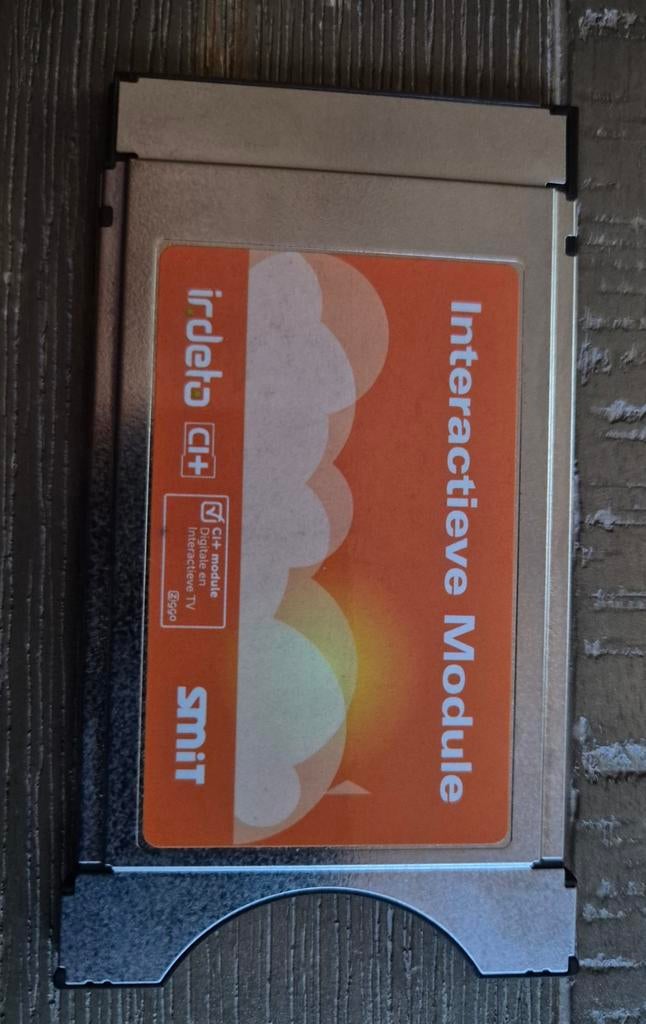 Interactieve Module
irdeto
CI+
CI+ module
Digitale en
Interactieve TV
ziggo
SMiT